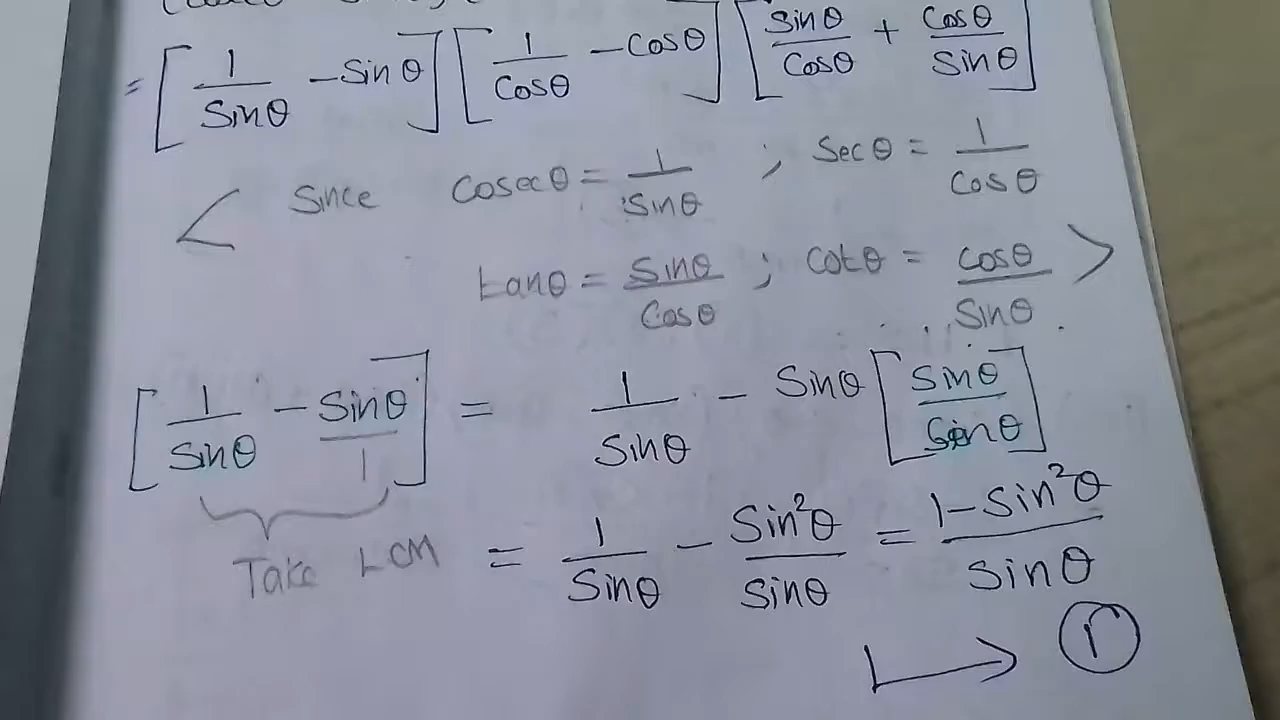 = [1/Sinθ – Sinθ] [1/Cosθ – Cosθ] [Sinθ/Cosθ + Cosθ/Sinθ]
< Since Cosecθ = 1/Sinθ ; Secθ = 1/Cosθ
tanθ = Sinθ/Cosθ ; Cotθ = Cosθ/Sinθ >
[1/Sinθ – Sinθ/1] = 1/Sinθ – Sinθ [Sinθ/Sinθ]
Take LCM = 1/Sinθ – Sin²θ/Sinθ = 1–Sin²θ/Sinθ